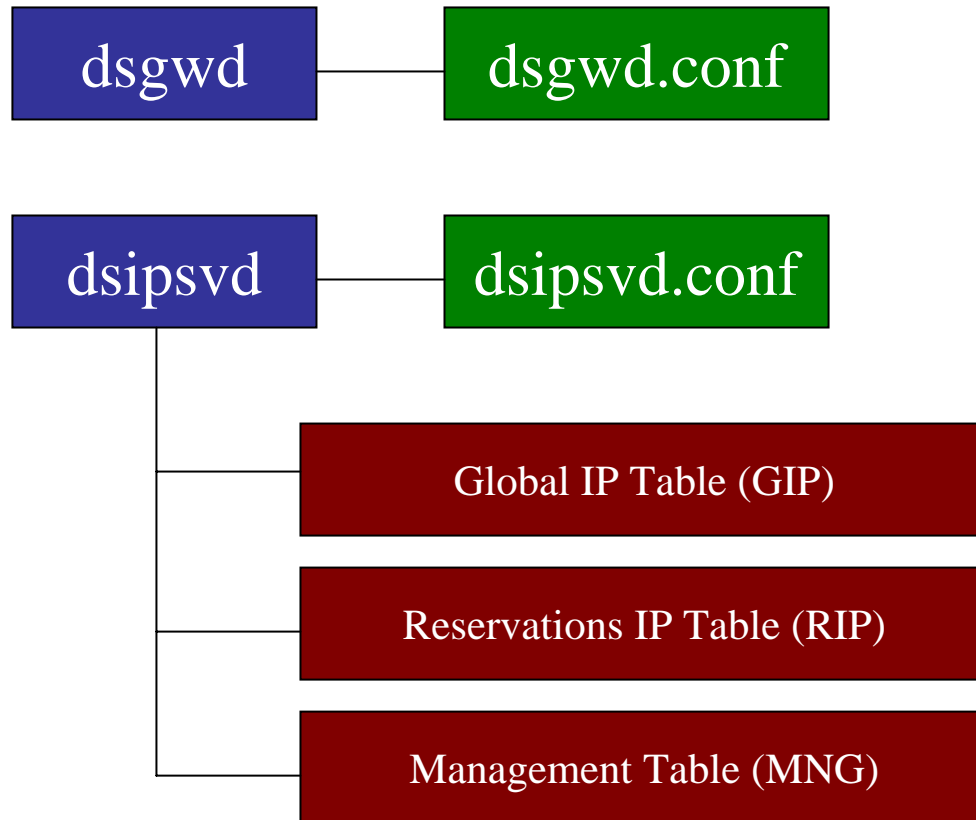 dsgwd
dsgwd.conf
dsipsvd
dsipsvd.conf
Global IP Table (GIP)
Reservations IP Table (RIP)
Management Table (MNG)